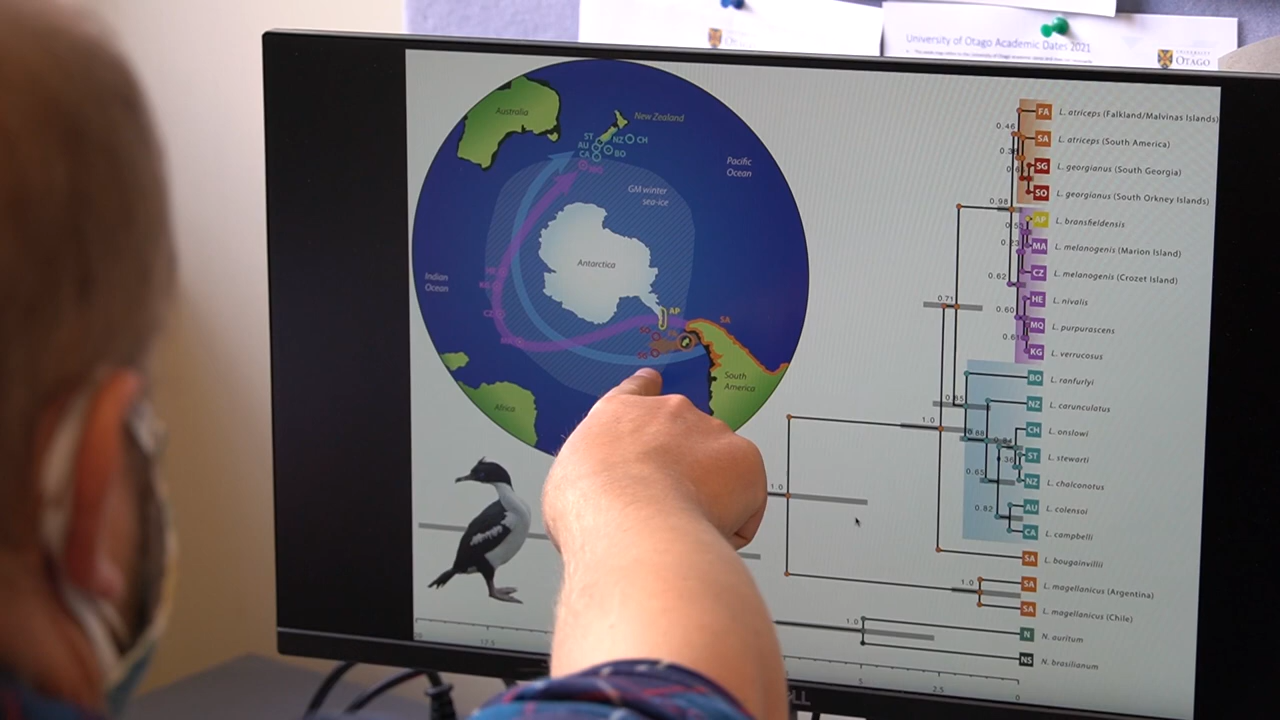 University of Otago Academic Dates 2021
UNIVERSITY
OTAGO
Australia
New Zealand
ST
NZ
CH
AU
BO
CA
Pacific
Ocean
GM winter
sea-ice
Antarctica
Indian
Ocean
CZ
AP
SA
South
America
Africa
FA L. atriceps (Falkland/Malvinas Islands)
0.46
SA L. atriceps (South America)
SG L. georgianus (South Georgia)
SO L. georgianus (South Orkney Islands)
0.98
AP L. bransfieldensis
MA L. melanogenis (Marion Island)
CZ L. melanogenis (Crozet Island)
0.62
HE L. nivalis
0.71
0.60
MQ L. purpurascens
KG L. verrucosus
BO L. ranfurlyi
0.85
NZ L. carunculatus
1.0
CH L. onslowi
0.88
ST L. stewarti
0.65
NZ L. chalconotus
1.0
0.82
AU L. colensoi
CA L. campbelli
SA L. bougainvillii
1.0
SA L. magellanicus (Argentina)
SA L. magellanicus (Chile)
1.0
N N. auritum
NS N. brasilianum
17.5
5
2.5
0
DELL